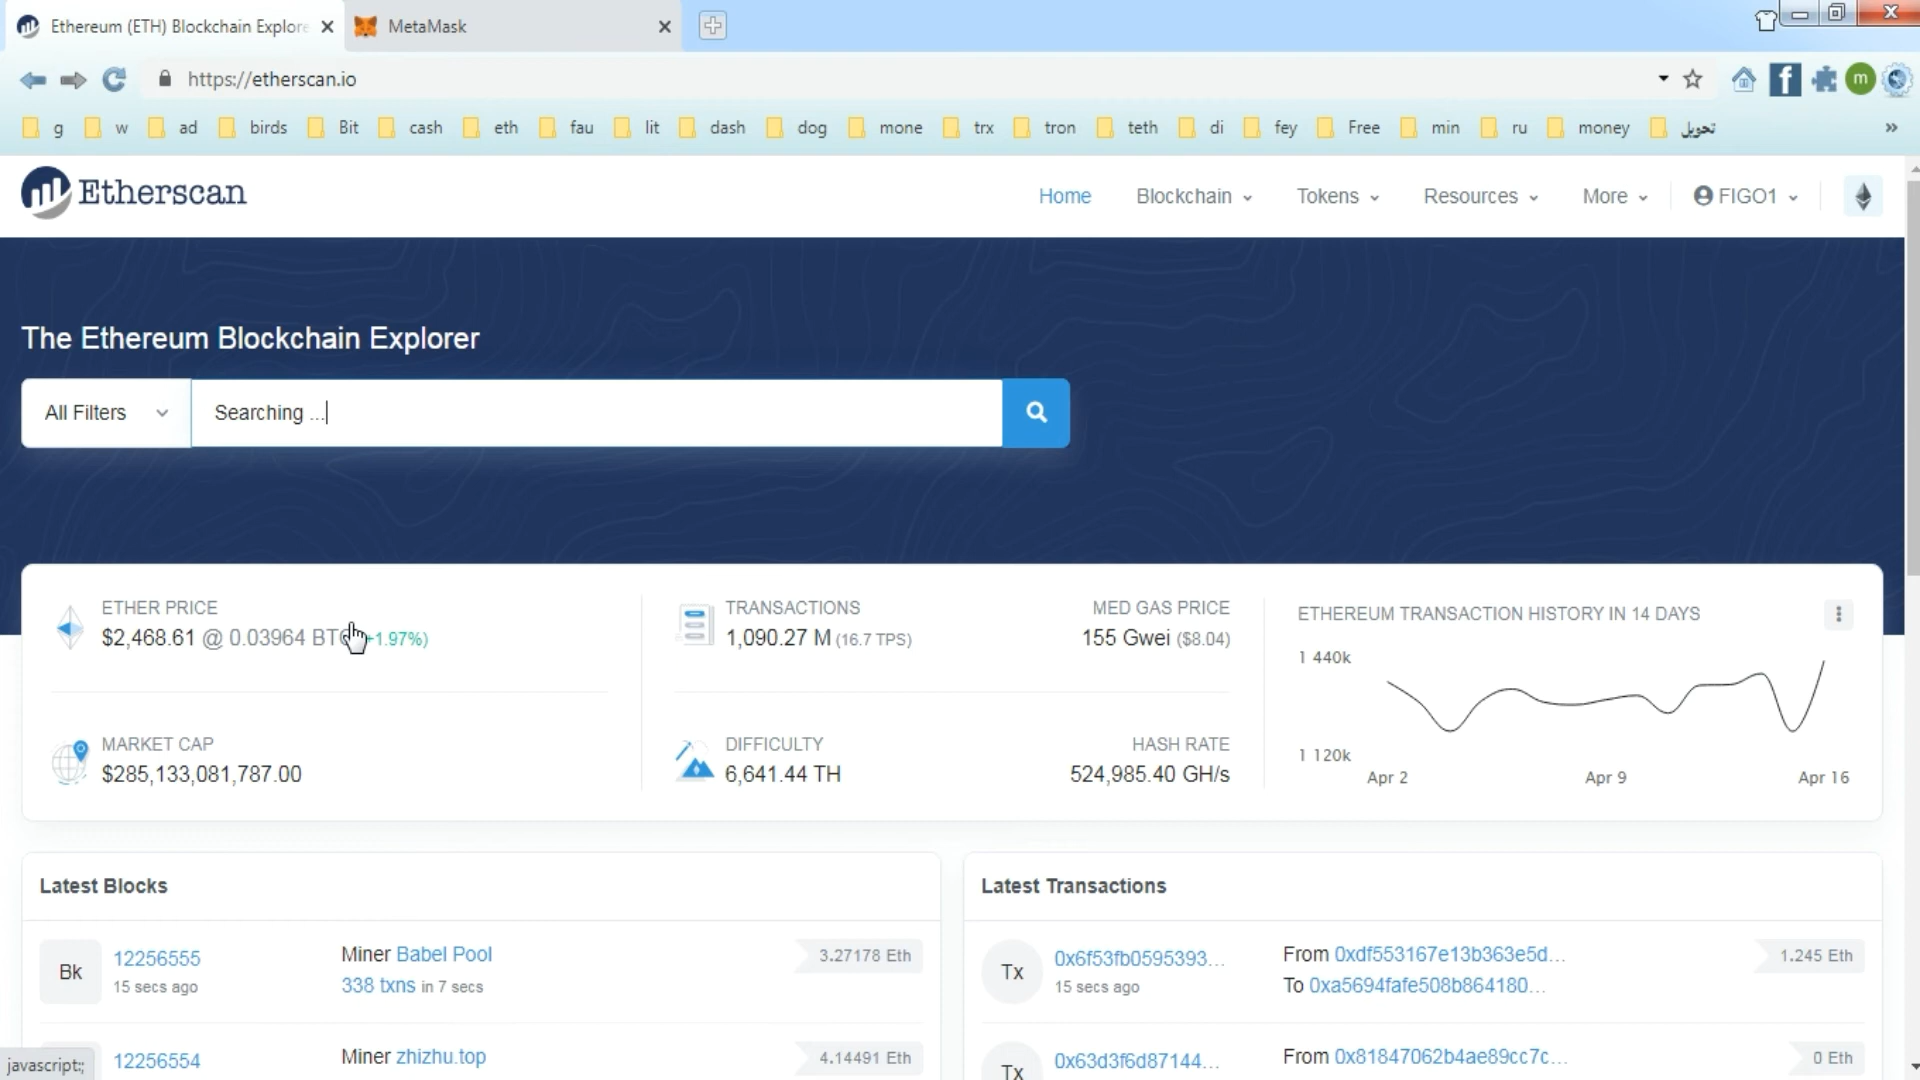 Ethereum (ETH) Blockchain Explore
MetaMask
https://etherscan.io
m
g w ad birds Bit cash eth fau lit dash dog mone trx tron teth di fey Free min ru money تحويل »
Etherscan
Home Blockchain Tokens Resources More FIGO1
The Ethereum Blockchain Explorer
All Filters
Searching ...
ETHER PRICE
$2,468.61 @ 0.03964 BTC (+1.97%)
MARKET CAP
$285,133,081,787.00
TRANSACTIONS
1,090.27 M (16.7 TPS)
MED GAS PRICE
155 Gwei ($8.04)
DIFFICULTY
6,641.44 TH
HASH RATE
524,985.40 GH/s
ETHEREUM TRANSACTION HISTORY IN 14 DAYS
1 440k
1 120k
Apr 2 Apr 9 Apr 16
Latest Blocks
Bk
12256555
15 secs ago
Miner Babel Pool
338 txns in 7 secs
3.27178 Eth
12256554
Miner zhizhu.top
4.14491 Eth
Latest Transactions
Tx
0x6f53fb0595393...
15 secs ago
From 0xdf553167e13b363e5d...
To 0xa5694fafe508b864180...
1.245 Eth
Tx
0x63d3f6d87144...
From 0x81847062b4ae89cc7c...
0 Eth
javascript:;